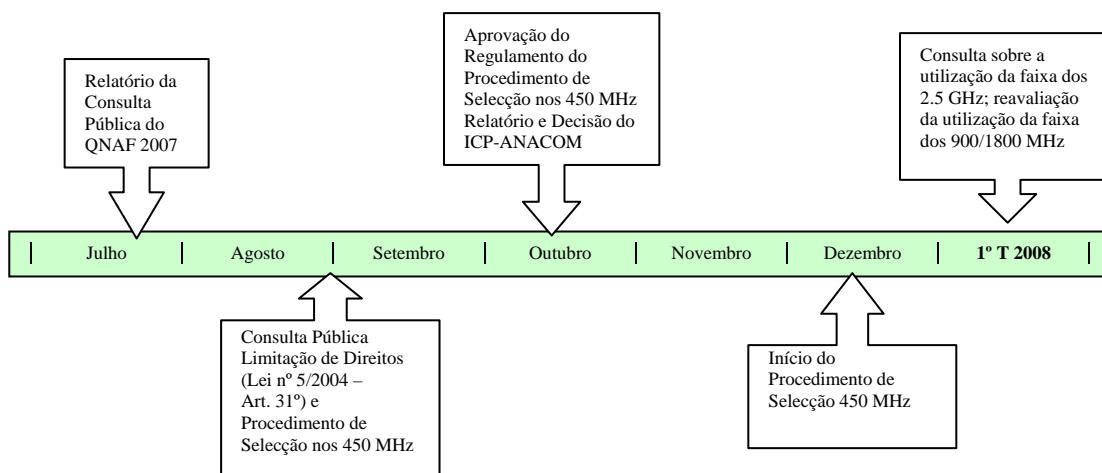 Relatório da
Consulta
Pública do
QNAF 2007
Aprovação do
Regulamento do
Procedimento de
Selecção nos 450 MHz
Relatório e Decisão do
ICP-ANACOM
Consulta sobre a
utilização da faixa dos
2.5 GHz; reavaliação
da utilização da faixa
dos 900/1800 MHz
Julho Agosto Setembro Outubro Novembro Dezembro 1º T 2008
Consulta Pública
Limitação de Direitos
(Lei nº 5/2004 –
Art. 31º) e
Procedimento de
Selecção nos 450 MHz
Início do
Procedimento de
Selecção 450 MHz